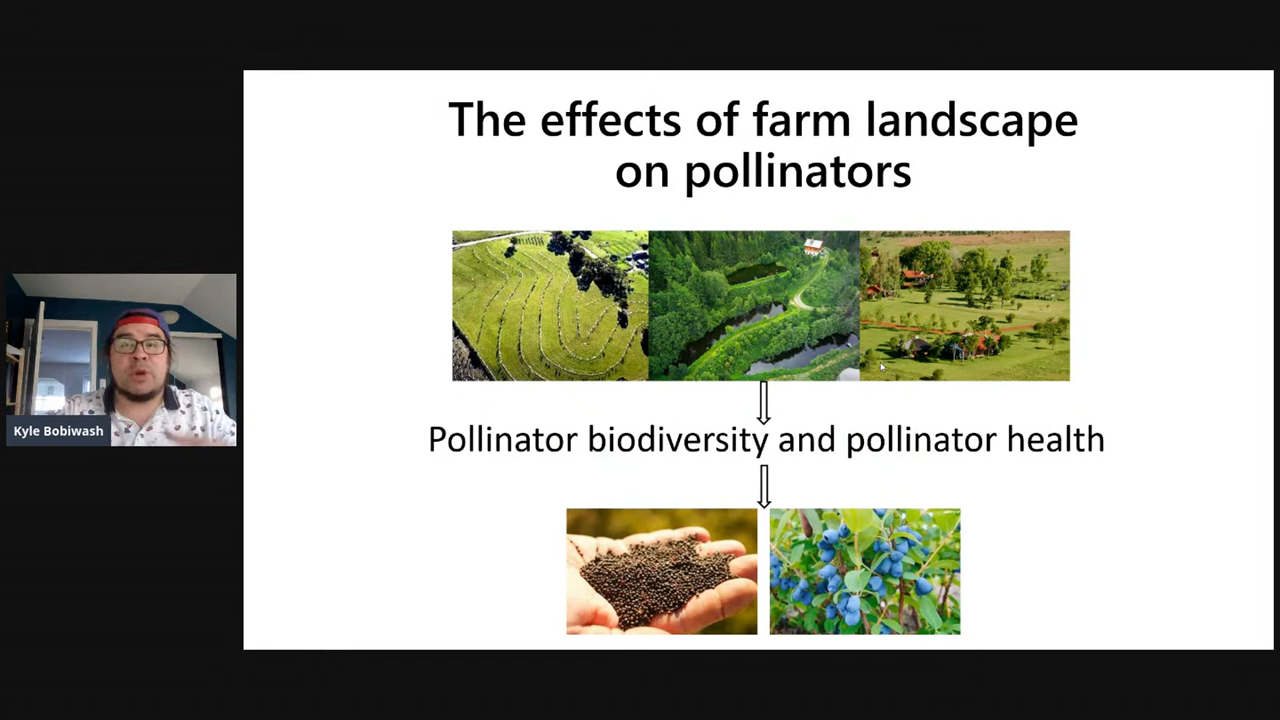 The effects of farm landscape
on pollinators
Pollinator biodiversity and pollinator health
Kyle Bobiwash